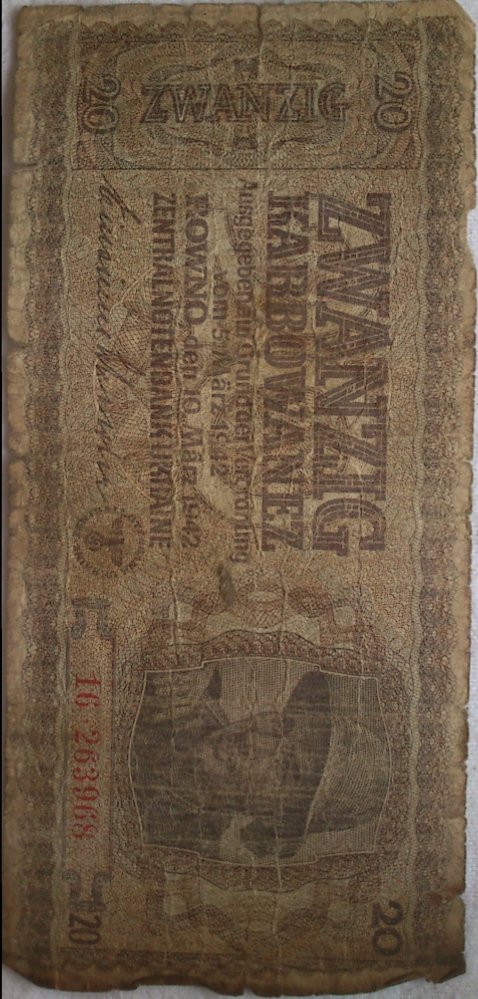 20
ZWANZIG
20
ZWANZIG
KARBOWANEZ
Ausgegeben auf Grund der Verordnung
vom 5. März 1942
ROWNO, den 10. März 1942
ZENTRALNOTENBANK UKRAINE
20
16·263968
20